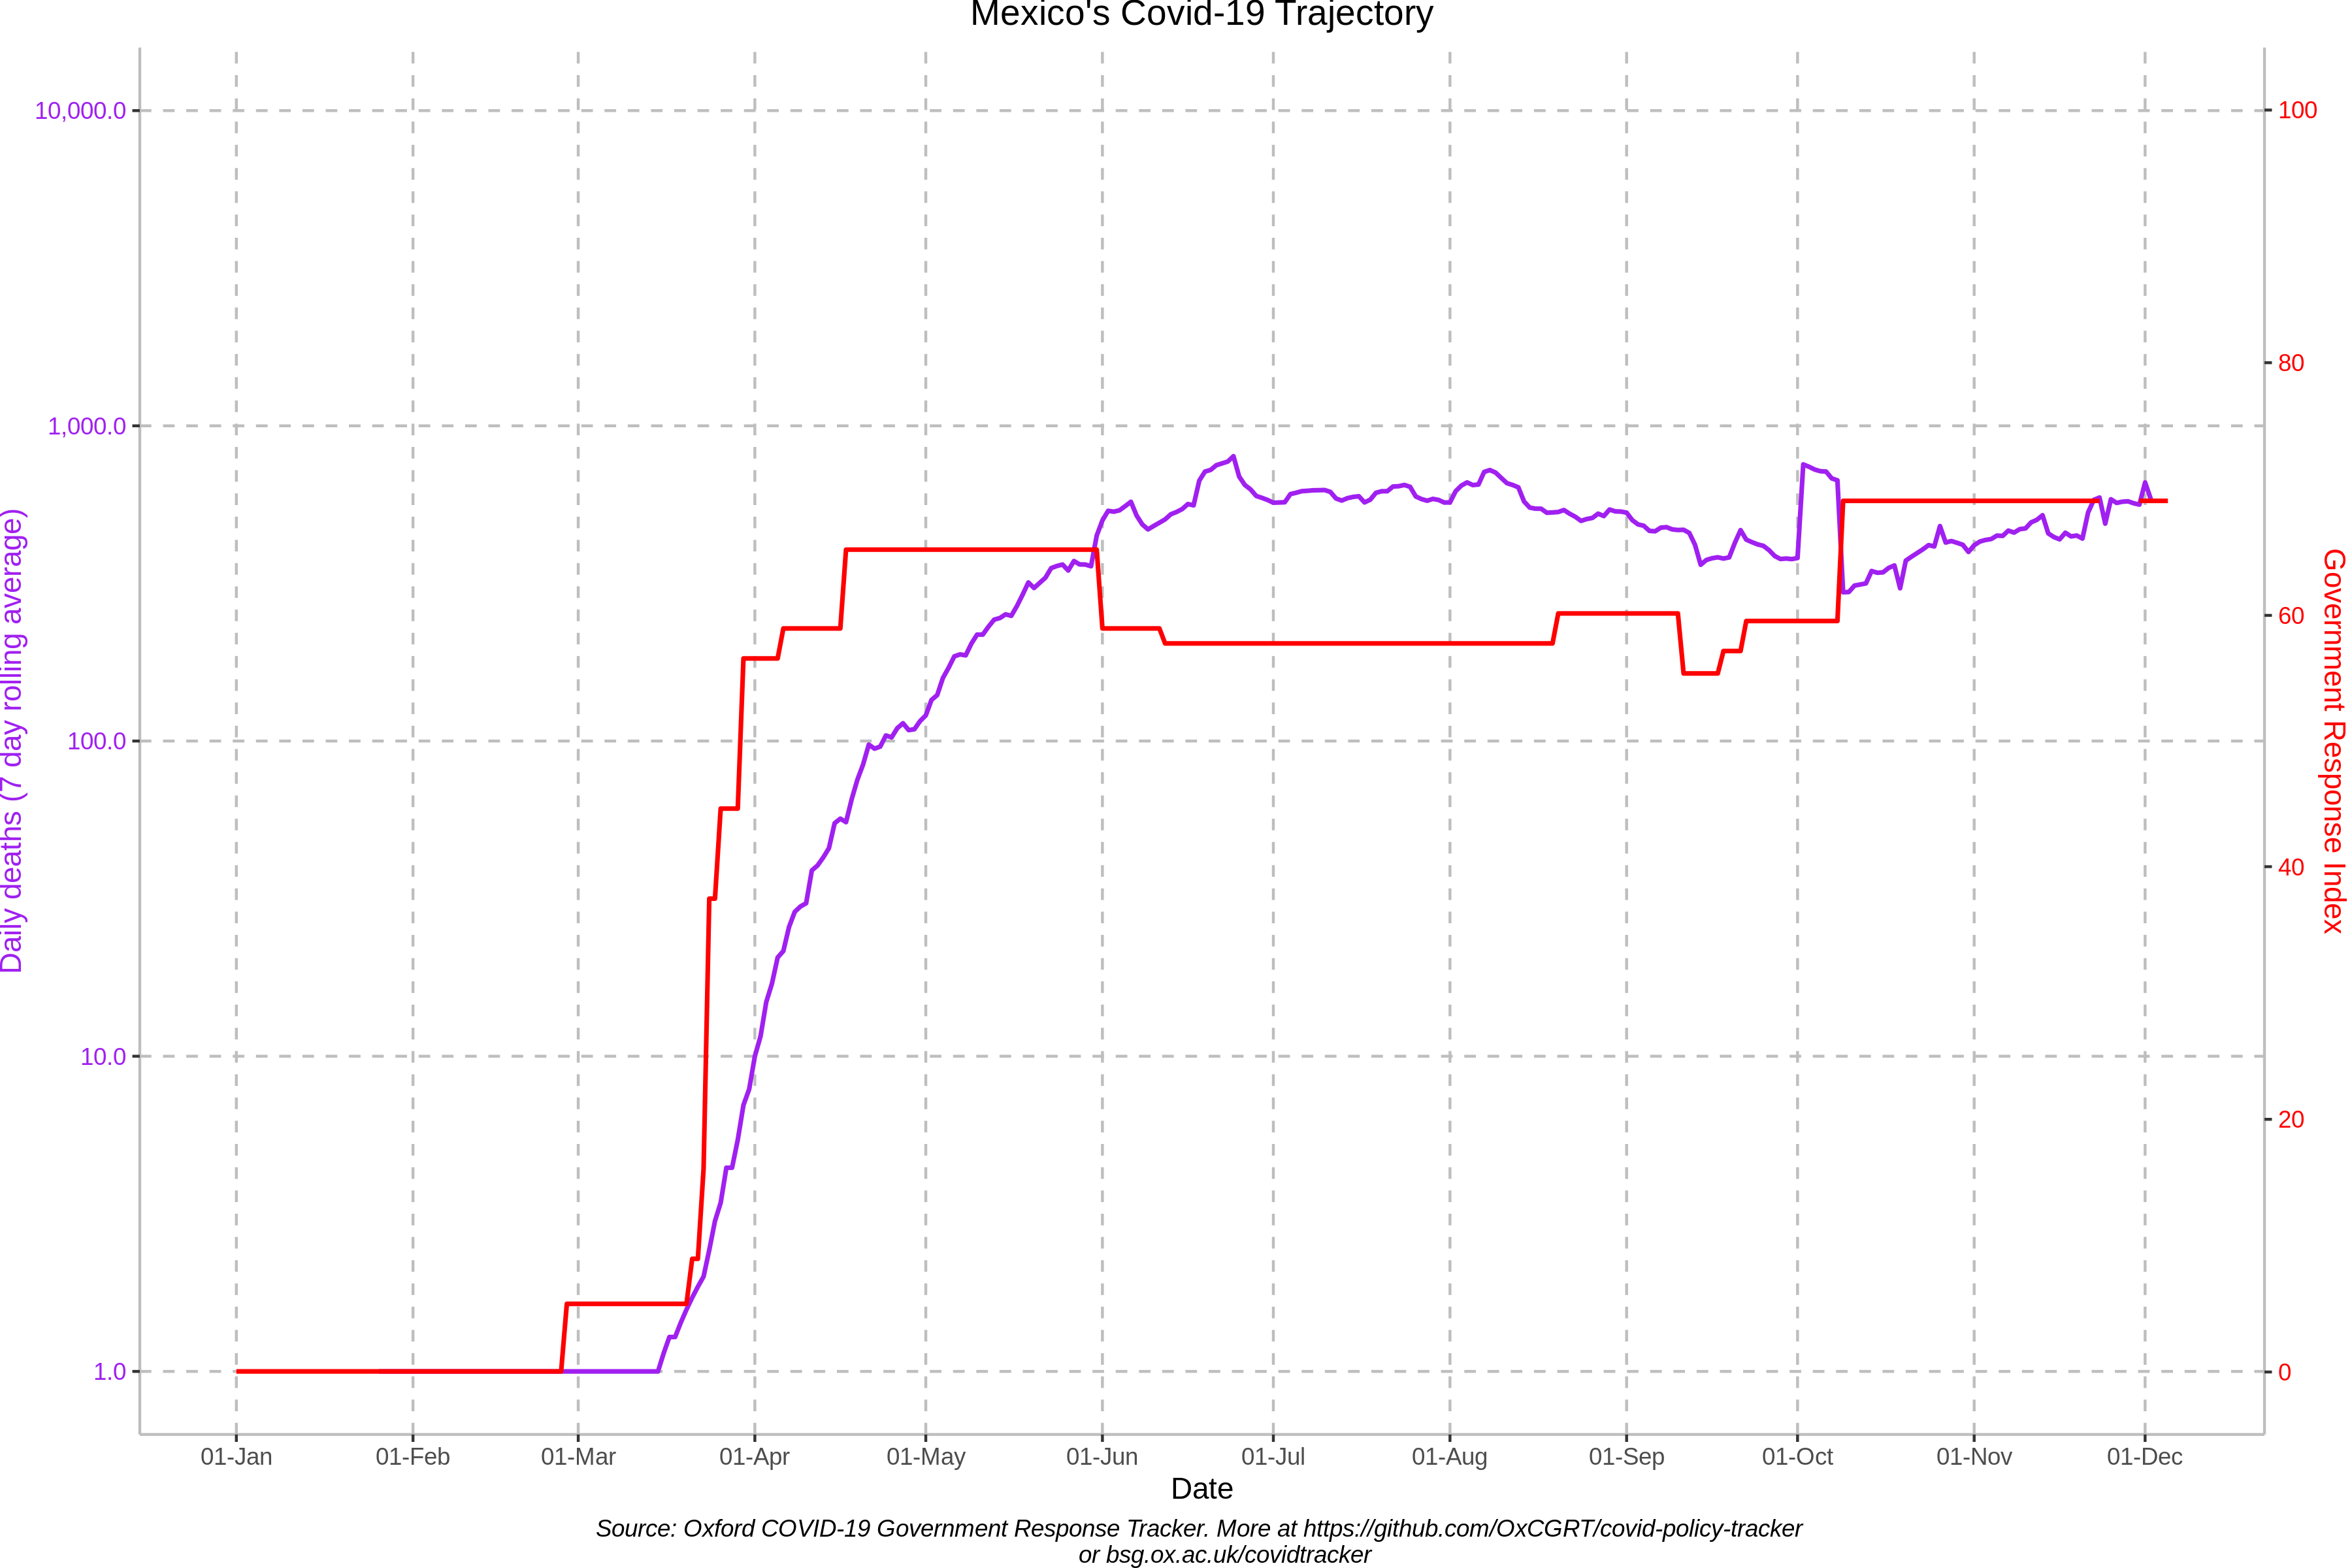 Mexico's Covid-19 Trajectory
Daily deaths (7 day rolling average)
10,000.0
1,000.0
100.0
10.0
1.0
100
80
60
40
20
0
Government Response Index
01-Jan 01-Feb 01-Mar 01-Apr 01-May 01-Jun 01-Jul 01-Aug 01-Sep 01-Oct 01-Nov 01-Dec
Date
Source: Oxford COVID-19 Government Response Tracker. More at https://github.com/OxCGRT/covid-policy-tracker
or bsg.ox.ac.uk/covidtracker